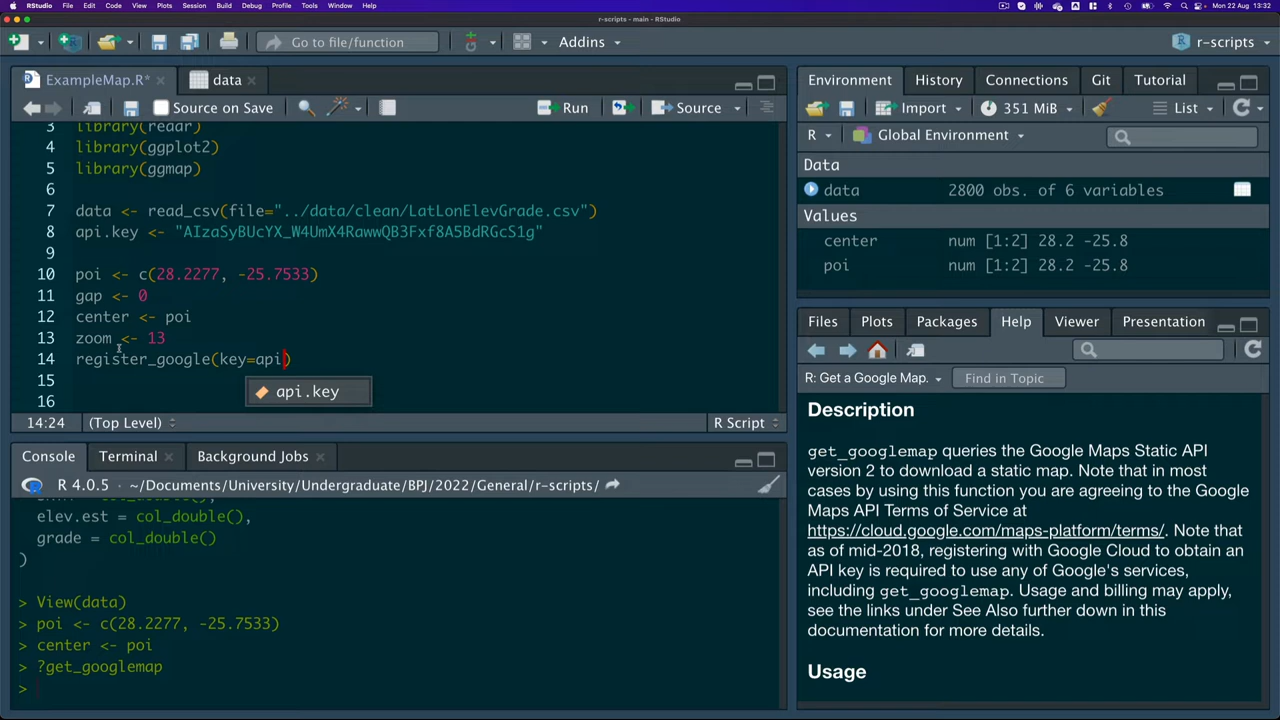 RStudio File Edit Code View Plots Session Build Debug Profile Tools Window Help Mon 22 Aug 13:32
r-scripts - main - RStudio
Go to file/function Addins r-scripts
ExampleMap.R* data
Source on Save Run Source
3 library(readr)
4 library(ggplot2)
5 library(ggmap)
6
7 data <- read_csv(file="../data/clean/LatLonElevGrade.csv")
8 api.key <- "AIzaSyBUcYX_W4UmX4RawwQB3Fxf8A5BdRGcS1g"
9
10 poi <- c(28.2277, -25.7533)
11 gap <- 0
12 center <- poi
13 zoom <- 13
14 register_google(key=api)
15
api.key
16
14:24 (Top Level) R Script
Console Terminal Background Jobs
R 4.0.5 · ~/Documents/University/Undergraduate/BPJ/2022/General/r-scripts/
elev.est = col_double(),
grade = col_double()
)
> View(data)
> poi <- c(28.2277, -25.7533)
> center <- poi
> ?get_googlemap
>
Environment History Connections Git Tutorial
Import 351 MiB List
R Global Environment
Data
data 2800 obs. of 6 variables
Values
center num [1:2] 28.2 -25.8
poi num [1:2] 28.2 -25.8
Files Plots Packages Help Viewer Presentation
R: Get a Google Map. Find in Topic
Description
get_googlemap queries the Google Maps Static API
version 2 to download a static map. Note that in most
cases by using this function you are agreeing to the Google
Maps API Terms of Service at
https://cloud.google.com/maps-platform/terms/. Note that
as of mid-2018, registering with Google Cloud to obtain an
API key is required to use any of Google's services,
including get_googlemap. Usage and billing may apply,
see the links under See Also further down in this
documentation for more details.
Usage